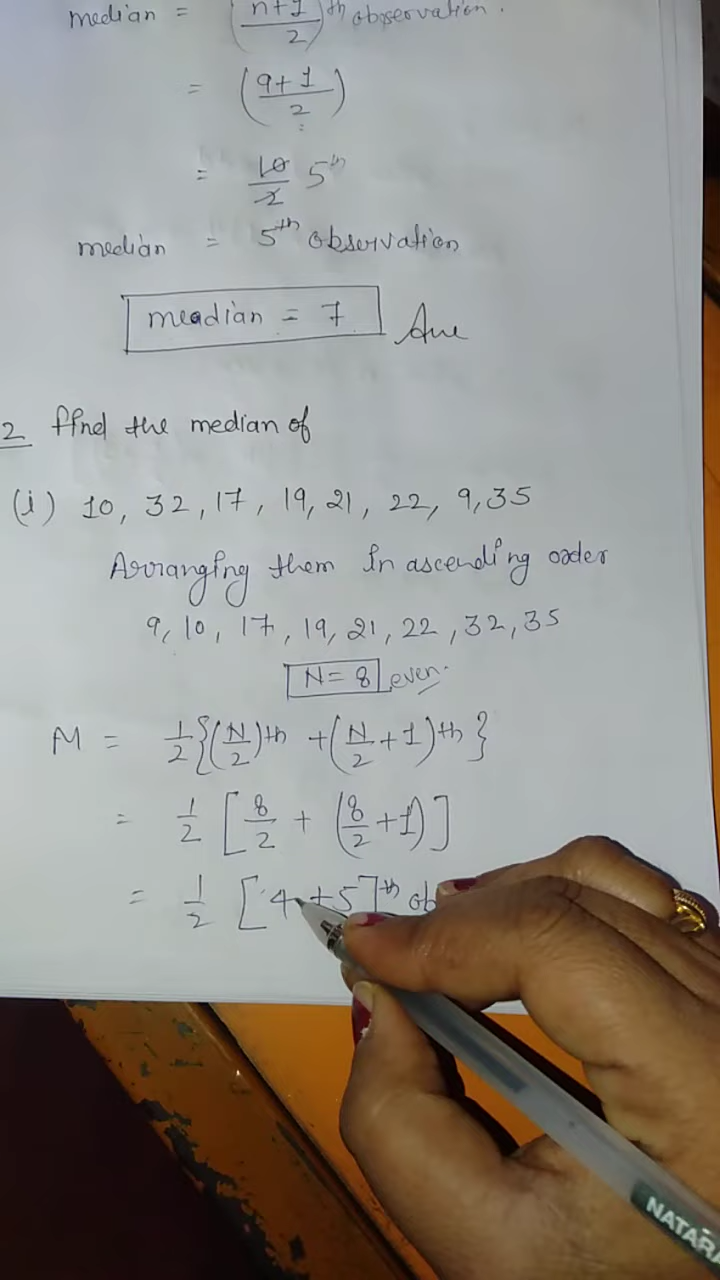 median = (n+1/2)th observation.
= (9+1/2)
= 10/2 5th
median = 5th observation
meadian = 7 Ans
2 find the median of
(i) 10, 32, 17, 19, 21, 22, 9, 35
Arranging them in ascending order
9, 10, 17, 19, 21, 22, 32, 35
N = 8 even.
M = 1/2{(N/2)th + (N/2+1)th}
= 1/2 [8/2 + (8/2+1)]
= 1/2 [4+5]th ob
NATARA